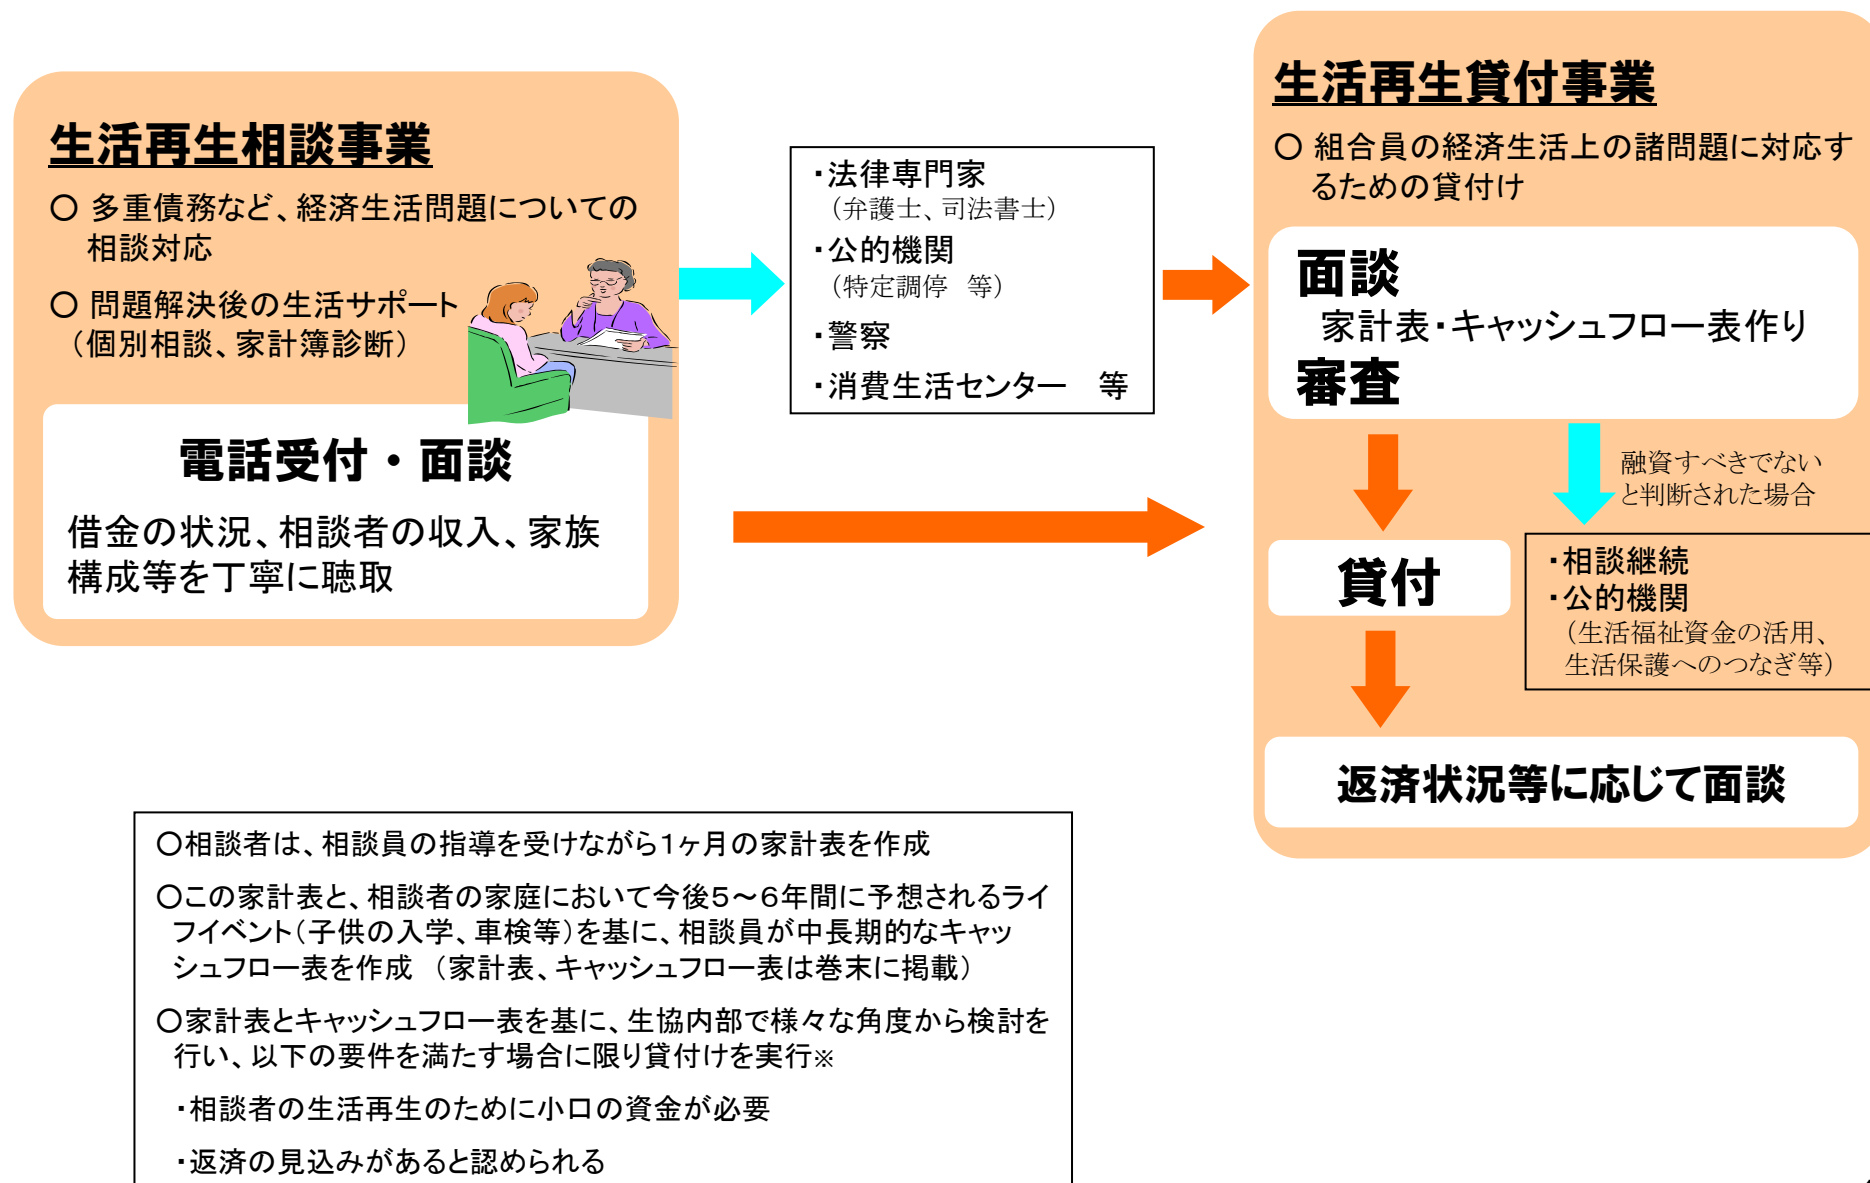 生活再生相談事業
○ 多重債務など、経済生活問題についての
相談対応
○ 問題解決後の生活サポート
（個別相談、家計簿診断）
電話受付・面談
借金の状況、相談者の収入、家族
構成等を丁寧に聴取
・法律専門家
（弁護士、司法書士）
・公的機関
（特定調停　等）
・警察
・消費生活センター　等
生活再生貸付事業
○ 組合員の経済生活上の諸問題に対応す
るための貸付け
面談
家計表・キャッシュフロー表作り
審査
融資すべきでない
と判断された場合
貸付
・相談継続
・公的機関
（生活福祉資金の活用、
生活保護へのつなぎ等）
返済状況等に応じて面談
○相談者は、相談員の指導を受けながら１ヶ月の家計表を作成
○この家計表と、相談者の家庭において今後５～６年間に予想されるライ
フイベント（子供の入学、車検等）を基に、相談員が中長期的なキャッ
シュフロー表を作成　（家計表、キャッシュフロー表は巻末に掲載）
○家計表とキャッシュフロー表を基に、生協内部で様々な角度から検討を
行い、以下の要件を満たす場合に限り貸付けを実行※
・相談者の生活再生のために小口の資金が必要
・返済の見込みがあると認められる